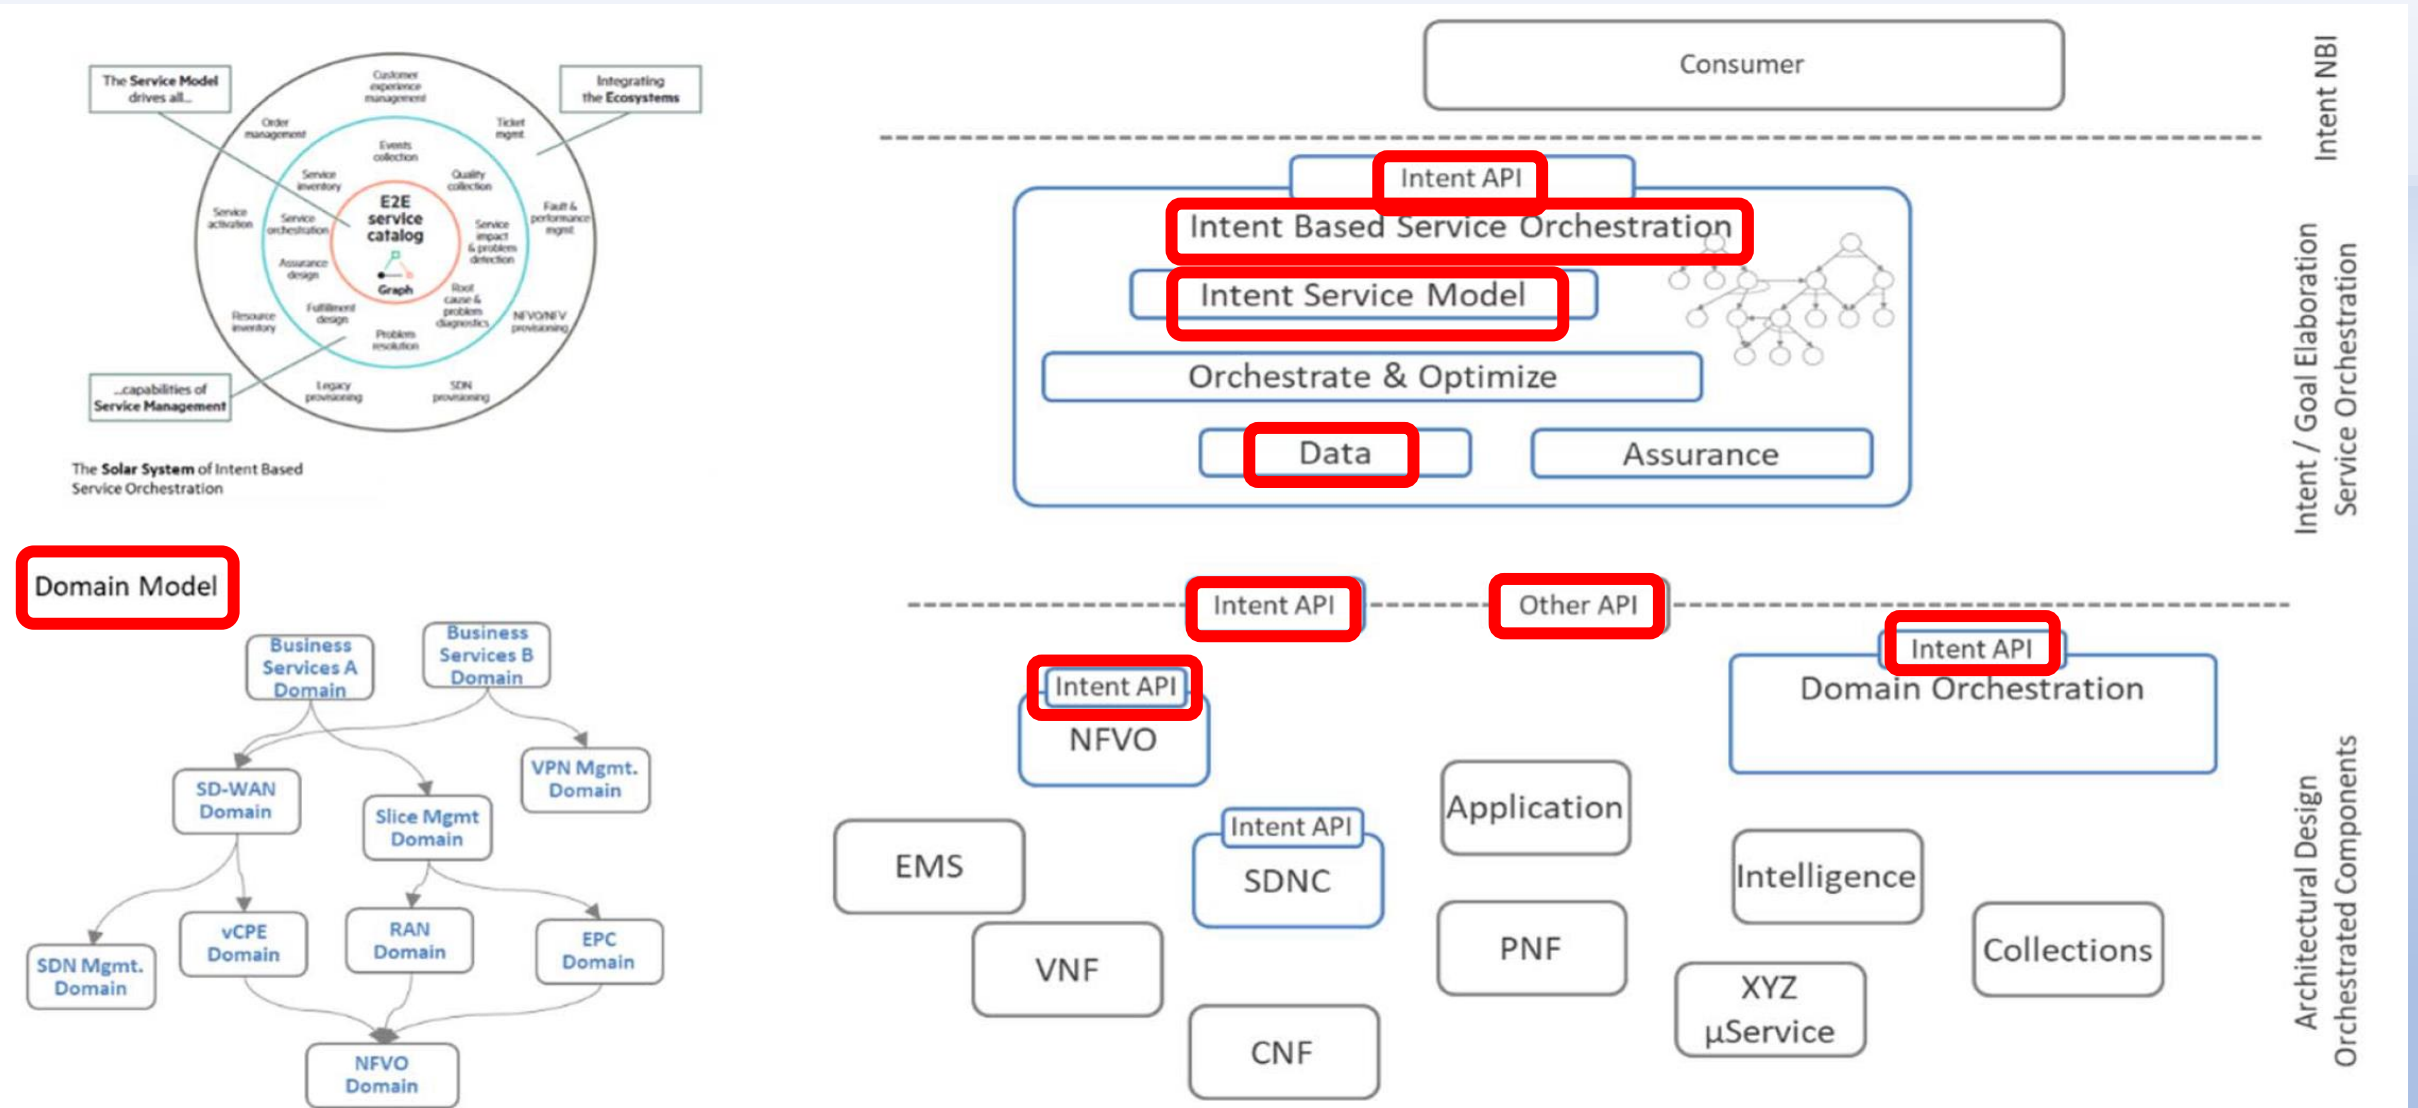 The Service Model
drives all...
Integrating
the Ecosystems
Customer
experience
management
Order
management
Ticket
mgmt.
Events
collection
Service
inventory
Quality
collection
E2E
service
catalog
Graph
Service
activation
Service
orchestration
Service
impact
& problem
detection
Fault &
performance
mgmt
Assurance
design
Root
cause &
problem
diagnostics
Fulfillment
design
Problem
resolution
Resource
inventory
NFVO/NFV
provisioning
Legacy
provisioning
SDN
provisioning
...capabilities of
Service Management
The Solar System of Intent Based
Service Orchestration
Consumer
Intent NBI
Intent API
Intent Based Service Orchestration
Intent Service Model
Orchestrate & Optimize
Data
Assurance
Intent / Goal Elaboration
Service Orchestration
Domain Model
Business
Services A
Domain
Business
Services B
Domain
SD-WAN
Domain
Slice Mgmt
Domain
VPN Mgmt.
Domain
SDN Mgmt.
Domain
vCPE
Domain
RAN
Domain
EPC
Domain
NFVO
Domain
Intent API
Other API
Intent API
Domain Orchestration
Intent API
NFVO
Application
Intent API
SDNC
EMS
Intelligence
VNF
PNF
Collections
XYZ
µService
CNF
Architectural Design
Orchestrated Components